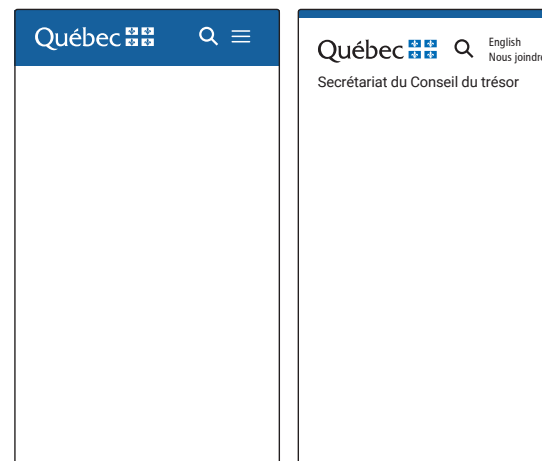 Québec
Québec
English
Nous joindre
Secrétariat du Conseil du trésor